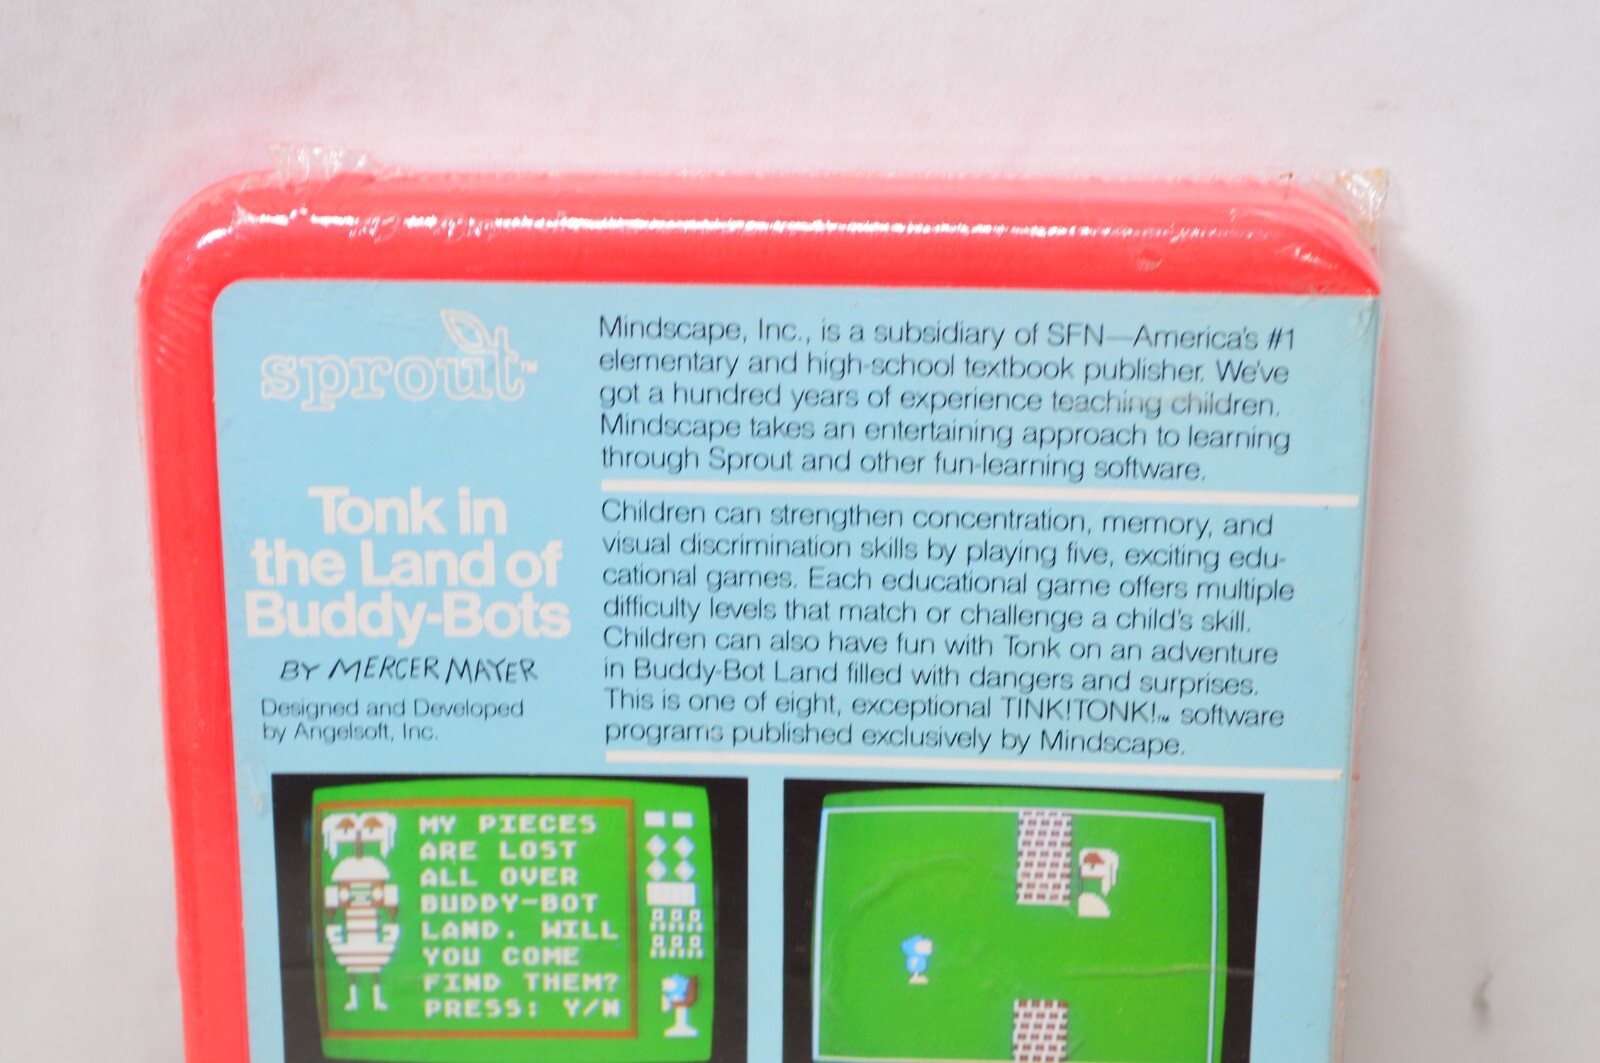 sprout™
Tonk in
the Land of
Buddy-Bots
BY MERCER MAYER
Designed and Developed
by Angelsoft, Inc.
Mindscape, Inc., is a subsidiary of SFN—America's #1
elementary and high-school textbook publisher. We've
got a hundred years of experience teaching children.
Mindscape takes an entertaining approach to learning
through Sprout and other fun-learning software.
Children can strengthen concentration, memory, and
visual discrimination skills by playing five, exciting edu-
cational games. Each educational game offers multiple
difficulty levels that match or challenge a child's skill.
Children can also have fun with Tonk on an adventure
in Buddy-Bot Land filled with dangers and surprises.
This is one of eight, exceptional TINK!TONK!™ software
programs published exclusively by Mindscape.
MY PIECES
ARE LOST
ALL OVER
BUDDY-BOT
LAND. WILL
YOU COME
FIND THEM?
PRESS: Y/N